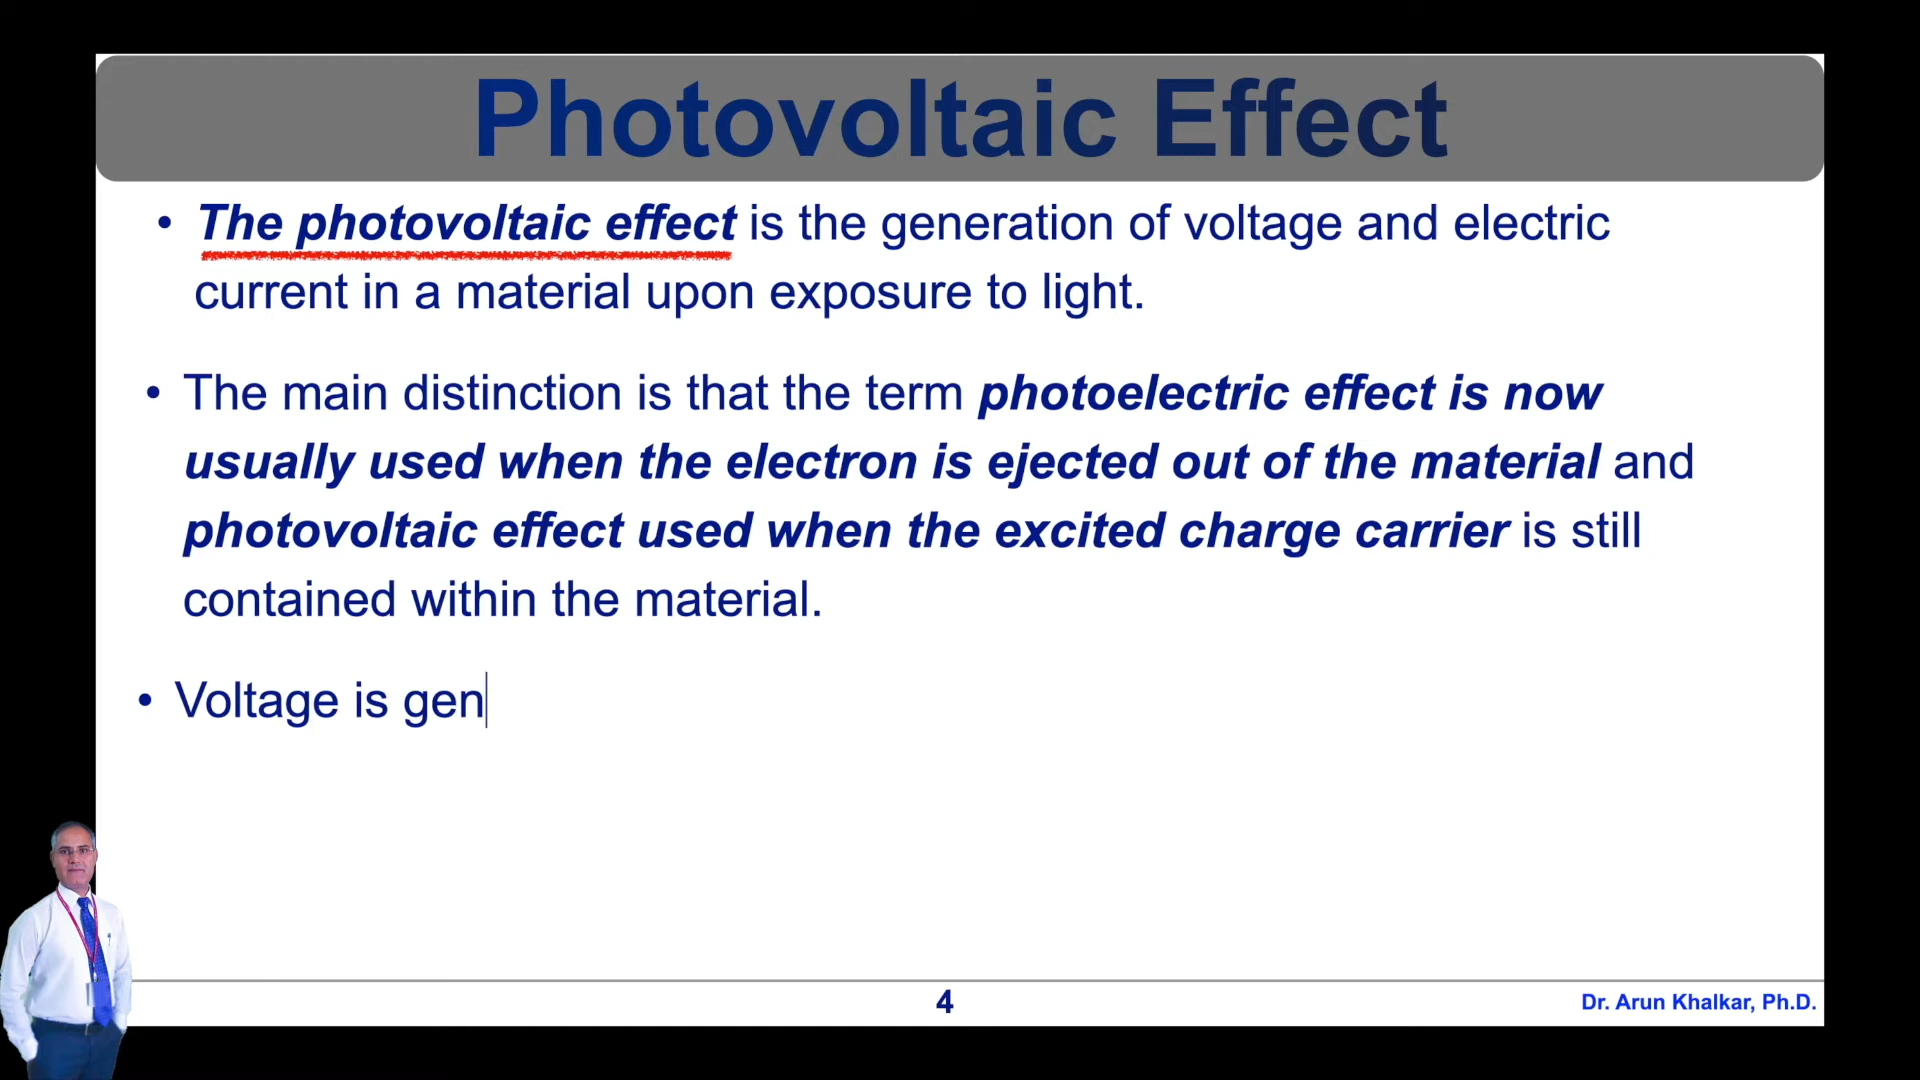 Photovoltaic Effect
• The photovoltaic effect is the generation of voltage and electric
current in a material upon exposure to light.
• The main distinction is that the term photoelectric effect is now
usually used when the electron is ejected out of the material and
photovoltaic effect used when the excited charge carrier is still
contained within the material.
• Voltage is gen
4
Dr. Arun Khalkar, Ph.D.